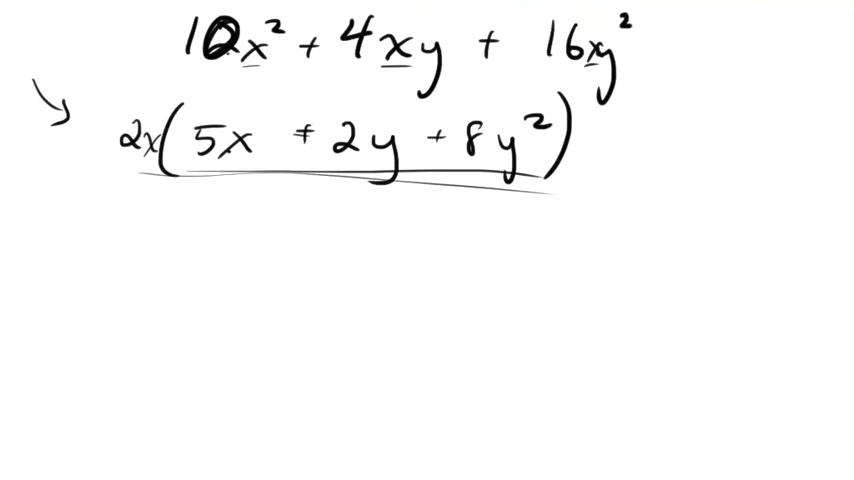 10x² + 4xy + 16xy²
2x(5x + 2y + 8y²)